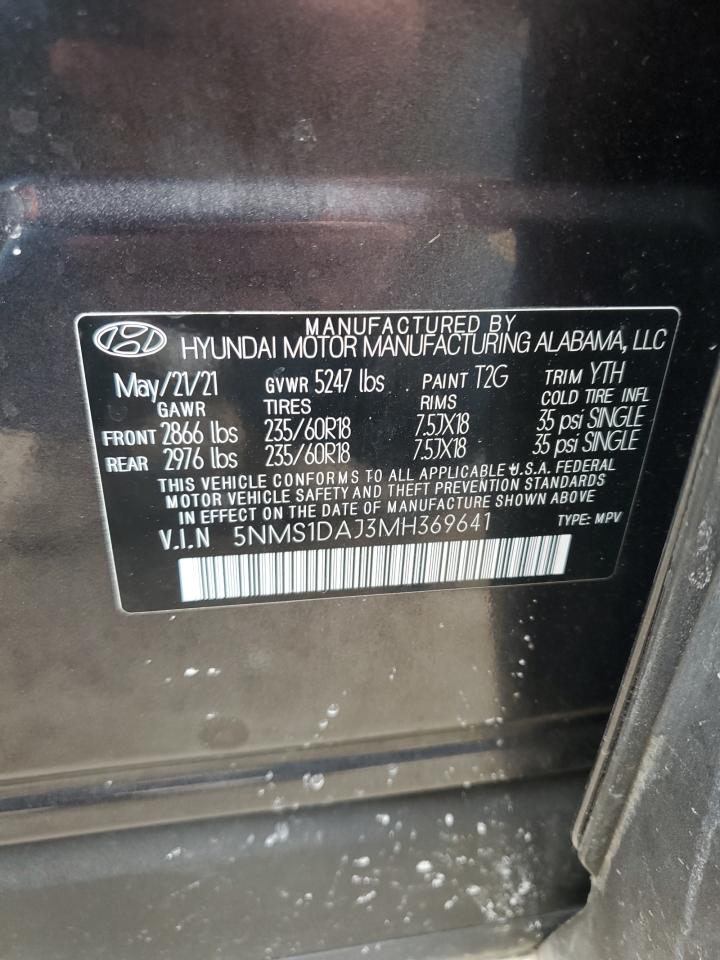 MANUFACTURED BY
HYUNDAI MOTOR MANUFACTURING ALABAMA, LLC
May/21/21 GVWR 5247 lbs PAINT T2G TRIM YTH
GAWR TIRES RIMS COLD TIRE INFL
FRONT 2866 lbs 235/60R18 7.5JX18 35 psi SINGLE
REAR 2976 lbs 235/60R18 7.5JX18 35 psi SINGLE
THIS VEHICLE CONFORMS TO ALL APPLICABLE U.S.A. FEDERAL
MOTOR VEHICLE SAFETY AND THEFT PREVENTION STANDARDS
IN EFFECT ON THE DATE OF MANUFACTURE SHOWN ABOVE
V.I.N 5NMS1DAJ3MH369641 TYPE: MPV